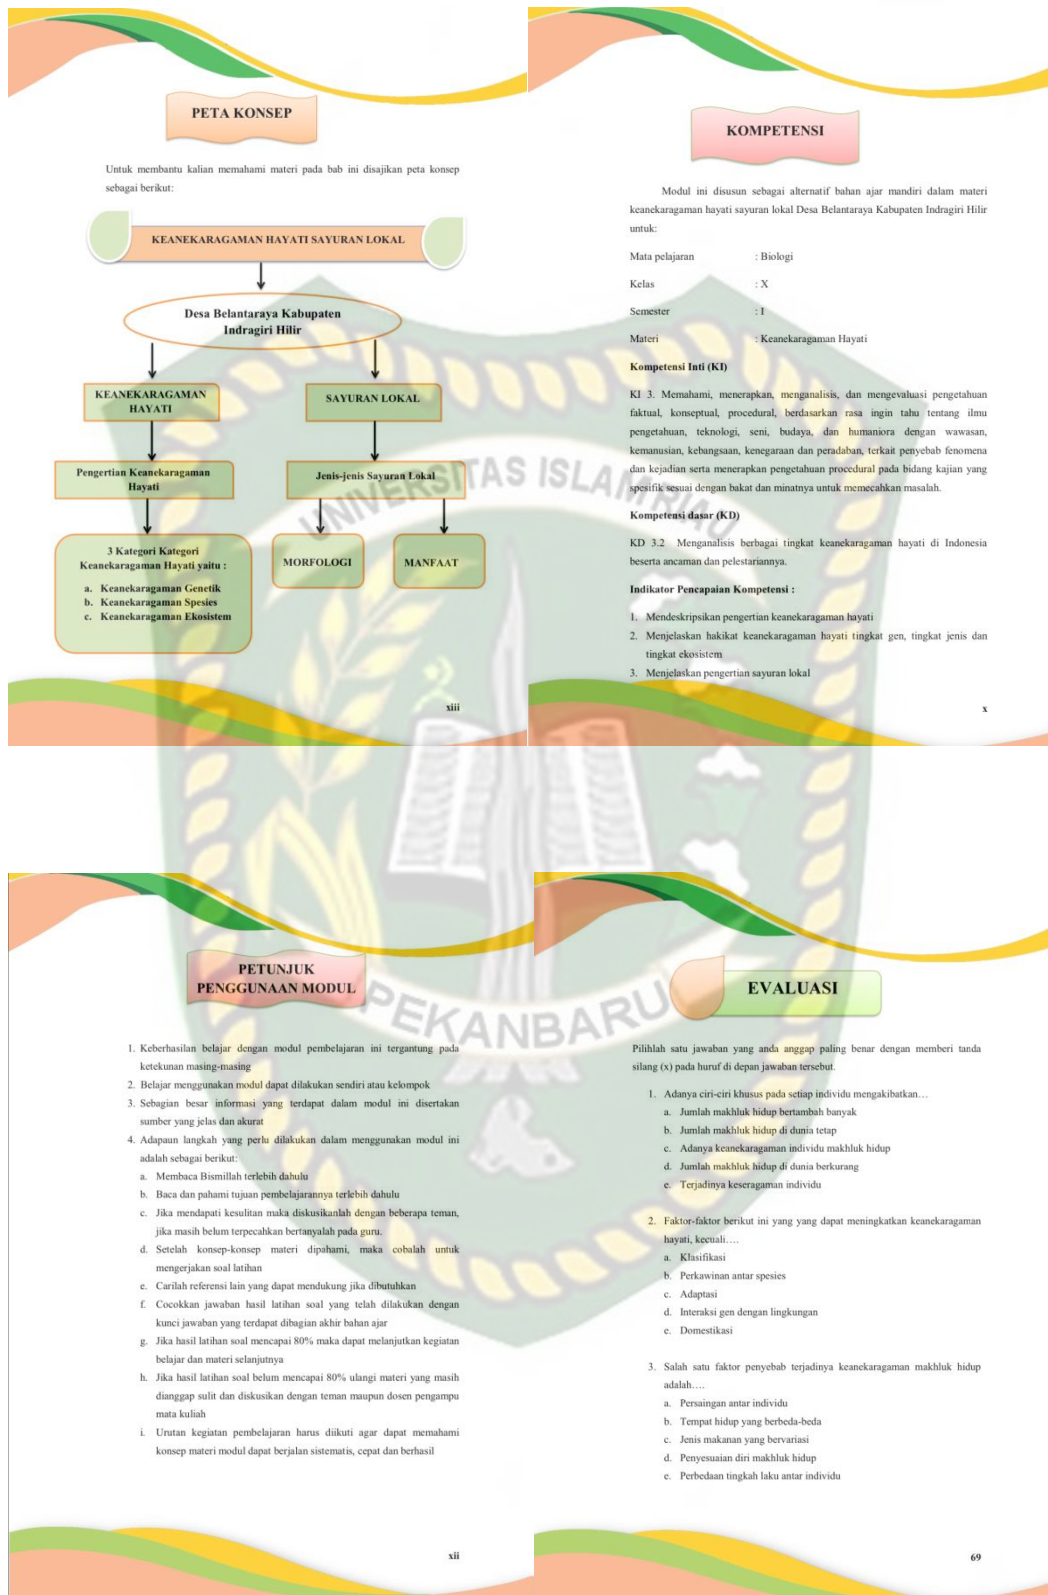 PETA KONSEP
Untuk membantu kalian memahami materi pada bab ini disajikan peta konsep
sebagai berikut:
KEANEKARAGAMAN HAYATI SAYURAN LOKAL
Desa Belantaraya Kabupaten
Indragiri Hilir
KEANEKARAGAMAN
HAYATI
SAYURAN LOKAL
Pengertian Keanekaragaman
Hayati
Jenis-jenis Sayuran Lokal
3 Kategori Kategori
Keanekaragaman Hayati yaitu :
a. Keanekaragaman Genetik
b. Keanekaragaman Spesies
c. Keanekaragaman Ekosistem
MORFOLOGI
MANFAAT
xiii
KOMPETENSI
Modul ini disusun sebagai alternatif bahan ajar mandiri dalam materi
keanekaragaman hayati sayuran lokal Desa Belantaraya Kabupaten Indragiri Hilir
untuk:
Mata pelajaran : Biologi
Kelas : X
Semester : I
Materi : Keanekaragaman Hayati
Kompetensi Inti (KI)
KI 3. Memahami, menerapkan, menganalisis, dan mengevaluasi pengetahuan
faktual, konseptual, procedural, berdasarkan rasa ingin tahu tentang ilmu
pengetahuan, teknologi, seni, budaya, dan humaniora dengan wawasan,
kemanusian, kebangsaan, kenegaraan dan peradaban, terkait penyebab fenomena
dan kejadian serta menerapkan pengetahuan procedural pada bidang kajian yang
spesifik sesuai dengan bakat dan minatnya untuk memecahkan masalah.
Kompetensi dasar (KD)
KD 3.2 Menganalisis berbagai tingkat keanekaragaman hayati di Indonesia
beserta ancaman dan pelestariannya.
Indikator Pencapaian Kompetensi :
1. Mendeskripsikan pengertian keanekaragaman hayati
2. Menjelaskan hakikat keanekaragaman hayati tingkat gen, tingkat jenis dan
tingkat ekosistem
3. Menjelaskan pengertian sayuran lokal
x
UNIVERSITAS ISLAM RIAU
PEKANBARU
PETUNJUK
PENGGUNAAN MODUL
1. Keberhasilan belajar dengan modul pembelajaran ini tergantung pada
ketekunan masing-masing
2. Belajar menggunakan modul dapat dilakukan sendiri atau kelompok
3. Sebagian besar informasi yang terdapat dalam modul ini disertakan
sumber yang jelas dan akurat
4. Adapaun langkah yang perlu dilakukan dalam menggunakan modul ini
adalah sebagai berikut:
a. Membaca Bismillah terlebih dahulu
b. Baca dan pahami tujuan pembelajarannya terlebih dahulu
c. Jika mendapati kesulitan maka diskusikanlah dengan beberapa teman,
jika masih belum terpecahkan bertanyalah pada guru.
d. Setelah konsep-konsep materi dipahami, maka cobalah untuk
mengerjakan soal latihan
e. Carilah referensi lain yang dapat mendukung jika dibutuhkan
f. Cocokkan jawaban hasil latihan soal yang telah dilakukan dengan
kunci jawaban yang terdapat dibagian akhir bahan ajar
g. Jika hasil latihan soal mencapai 80% maka dapat melanjutkan kegiatan
belajar dan materi selanjutnya
h. Jika hasil latihan soal belum mencapai 80% ulangi materi yang masih
dianggap sulit dan diskusikan dengan teman maupun dosen pengampu
mata kuliah
i. Urutan kegiatan pembelajaran harus diikuti agar dapat memahami
konsep materi modul dapat berjalan sistematis, cepat dan berhasil
xii
EVALUASI
Pilihlah satu jawaban yang anda anggap paling benar dengan memberi tanda
silang (x) pada huruf di depan jawaban tersebut.
1. Adanya ciri-ciri khusus pada setiap individu mengakibatkan…
a. Jumlah makhluk hidup bertambah banyak
b. Jumlah makhluk hidup di dunia tetap
c. Adanya keanekaragaman individu makhluk hidup
d. Jumlah makhluk hidup di dunia berkurang
e. Terjadinya keseragaman individu
2. Faktor-faktor berikut ini yang yang dapat meningkatkan keanekaragaman
hayati, kecuali….
a. Klasifikasi
b. Perkawinan antar spesies
c. Adaptasi
d. Interaksi gen dengan lingkungan
e. Domestikasi
3. Salah satu faktor penyebab terjadinya keanekaragaman makhluk hidup
adalah….
a. Persaingan antar individu
b. Tempat hidup yang berbeda-beda
c. Jenis makanan yang bervariasi
d. Penyesuaian diri makhluk hidup
e. Perbedaan tingkah laku antar individu
69